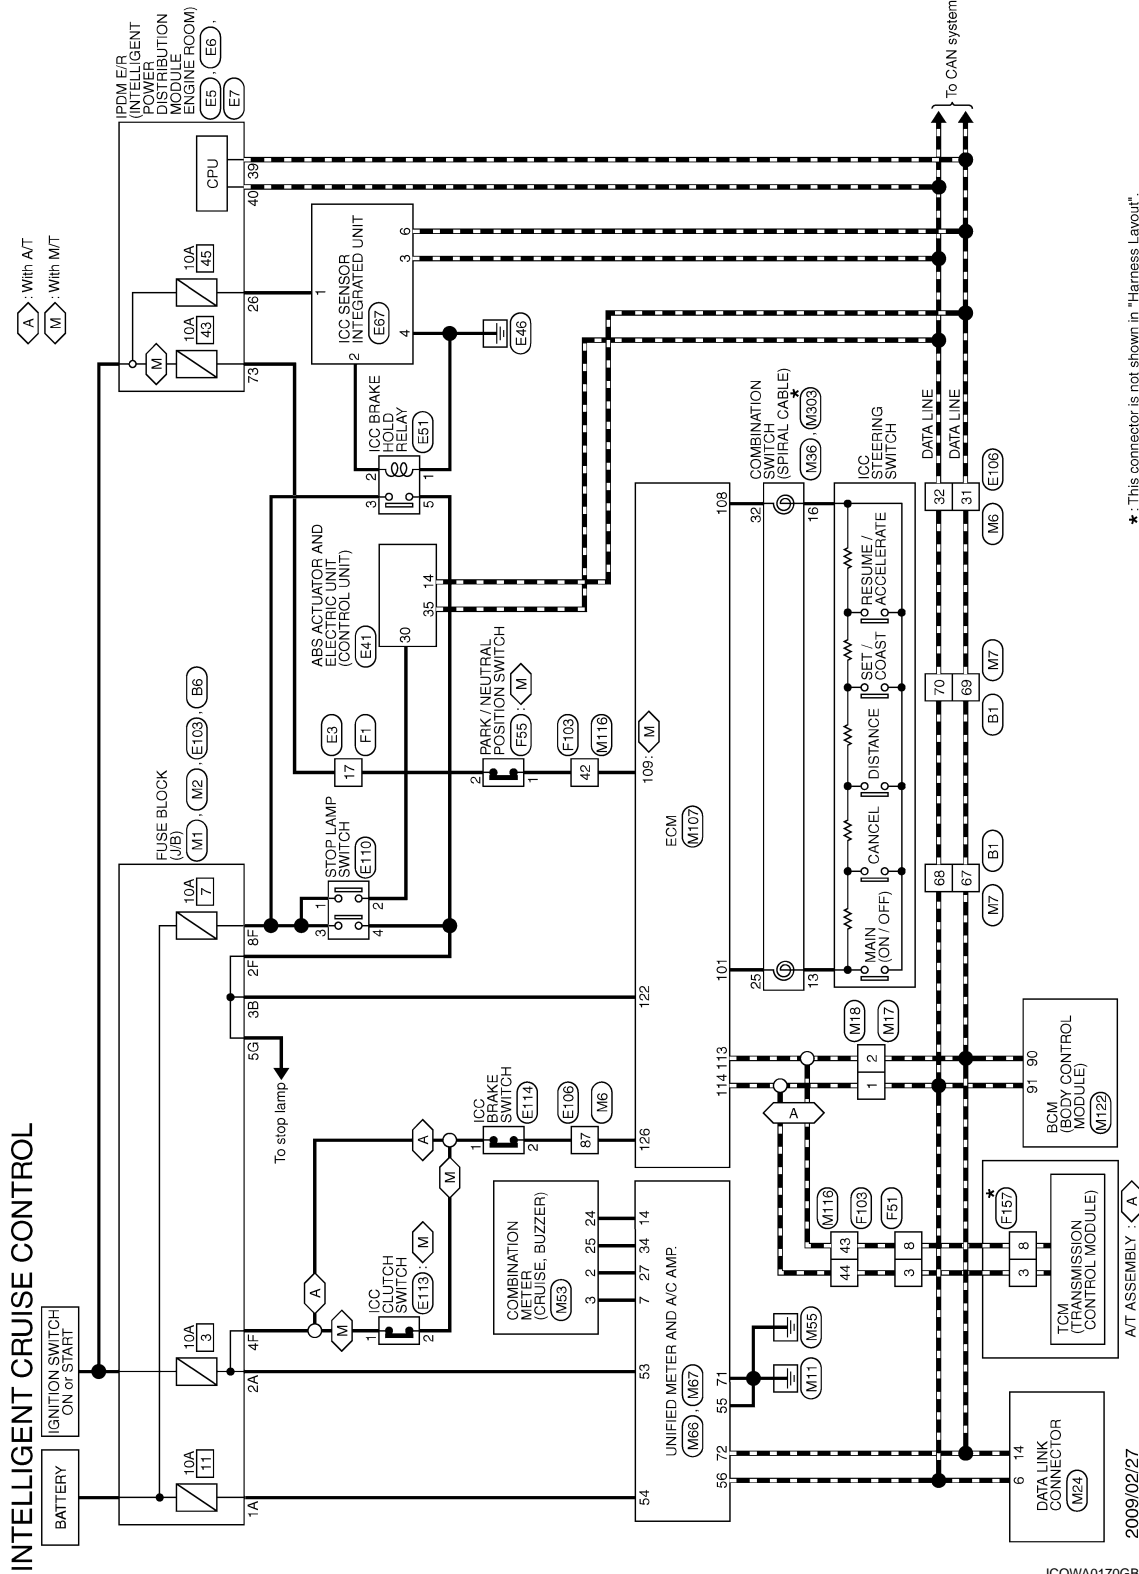 INTELLIGENT CRUISE CONTROL
BATTERY
IGNITION SWITCH
ON or START
A : With A/T
M : With M/T
FUSE BLOCK
(J/B)
M1 , M2 , E103 , B6
10A
11
10A
3
10A
7
1A
2A
4F
5G
3B
2F
8F
IPDM E/R
(INTELLIGENT
POWER
DISTRIBUTION
MODULE
ENGINE ROOM)
E5 , E6 ,
E7
10A
43
10A
45
M
CPU
73
26
40
39
To stop lamp
A
M
ICC
CLUTCH
SWITCH
E113 : M
1
2
A
M
ICC
BRAKE
SWITCH
E114
1
2
E106
87
M6
STOP LAMP
SWITCH
E110
3
1
4
2
E3
17
F1
ABS ACTUATOR AND
ELECTRIC UNIT
(CONTROL UNIT)
E41
30
35
14
ICC BRAKE
HOLD
RELAY
E51
3
2
5
1
ICC SENSOR
INTEGRATED UNIT
E67
2
1
4
3
6
E46
PARK / NEUTRAL
POSITION SWITCH
F55 : M
2
1
F103
42
M116
COMBINATION
METER
(CRUISE, BUZZER)
M53
3
2
25
24
7
27
34
14
UNIFIED METER AND A/C AMP.
M66 , M67
54
53
56
72
55
71
M11
M55
ECM
M107
126
122
109 : M
114
113
101
108
COMBINATION
SWITCH
(SPIRAL CABLE)
M36 , M303 *
25
32
13
16
ICC
STEERING
SWITCH
MAIN
(ON / OFF)
CANCEL
DISTANCE
SET /
COAST
RESUME /
ACCELERATE
A
M18
1
2
M17
M116
44
43
F103
F51
3
8
* F157
3
8
TCM
(TRANSMISSION
CONTROL MODULE)
A/T ASSEMBLY : A
BCM
(BODY CONTROL
MODULE)
M122
91
90
DATA LINK
CONNECTOR
M24
6
14
68
67
M7
B1
70
69
B1
M7
32
31
M6
E106
DATA LINE
DATA LINE
To CAN system
* : This connector is not shown in "Harness Layout".
2009/02/27
JCOWA0170GB